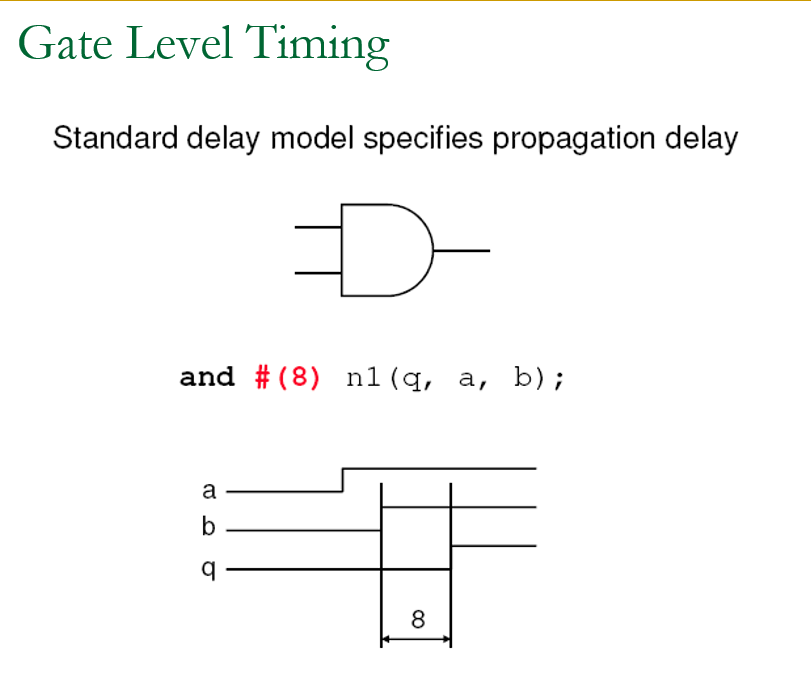 Gate Level Timing
Standard delay model specifies propagation delay
and #(8) n1(q, a, b);
a
b
q
8